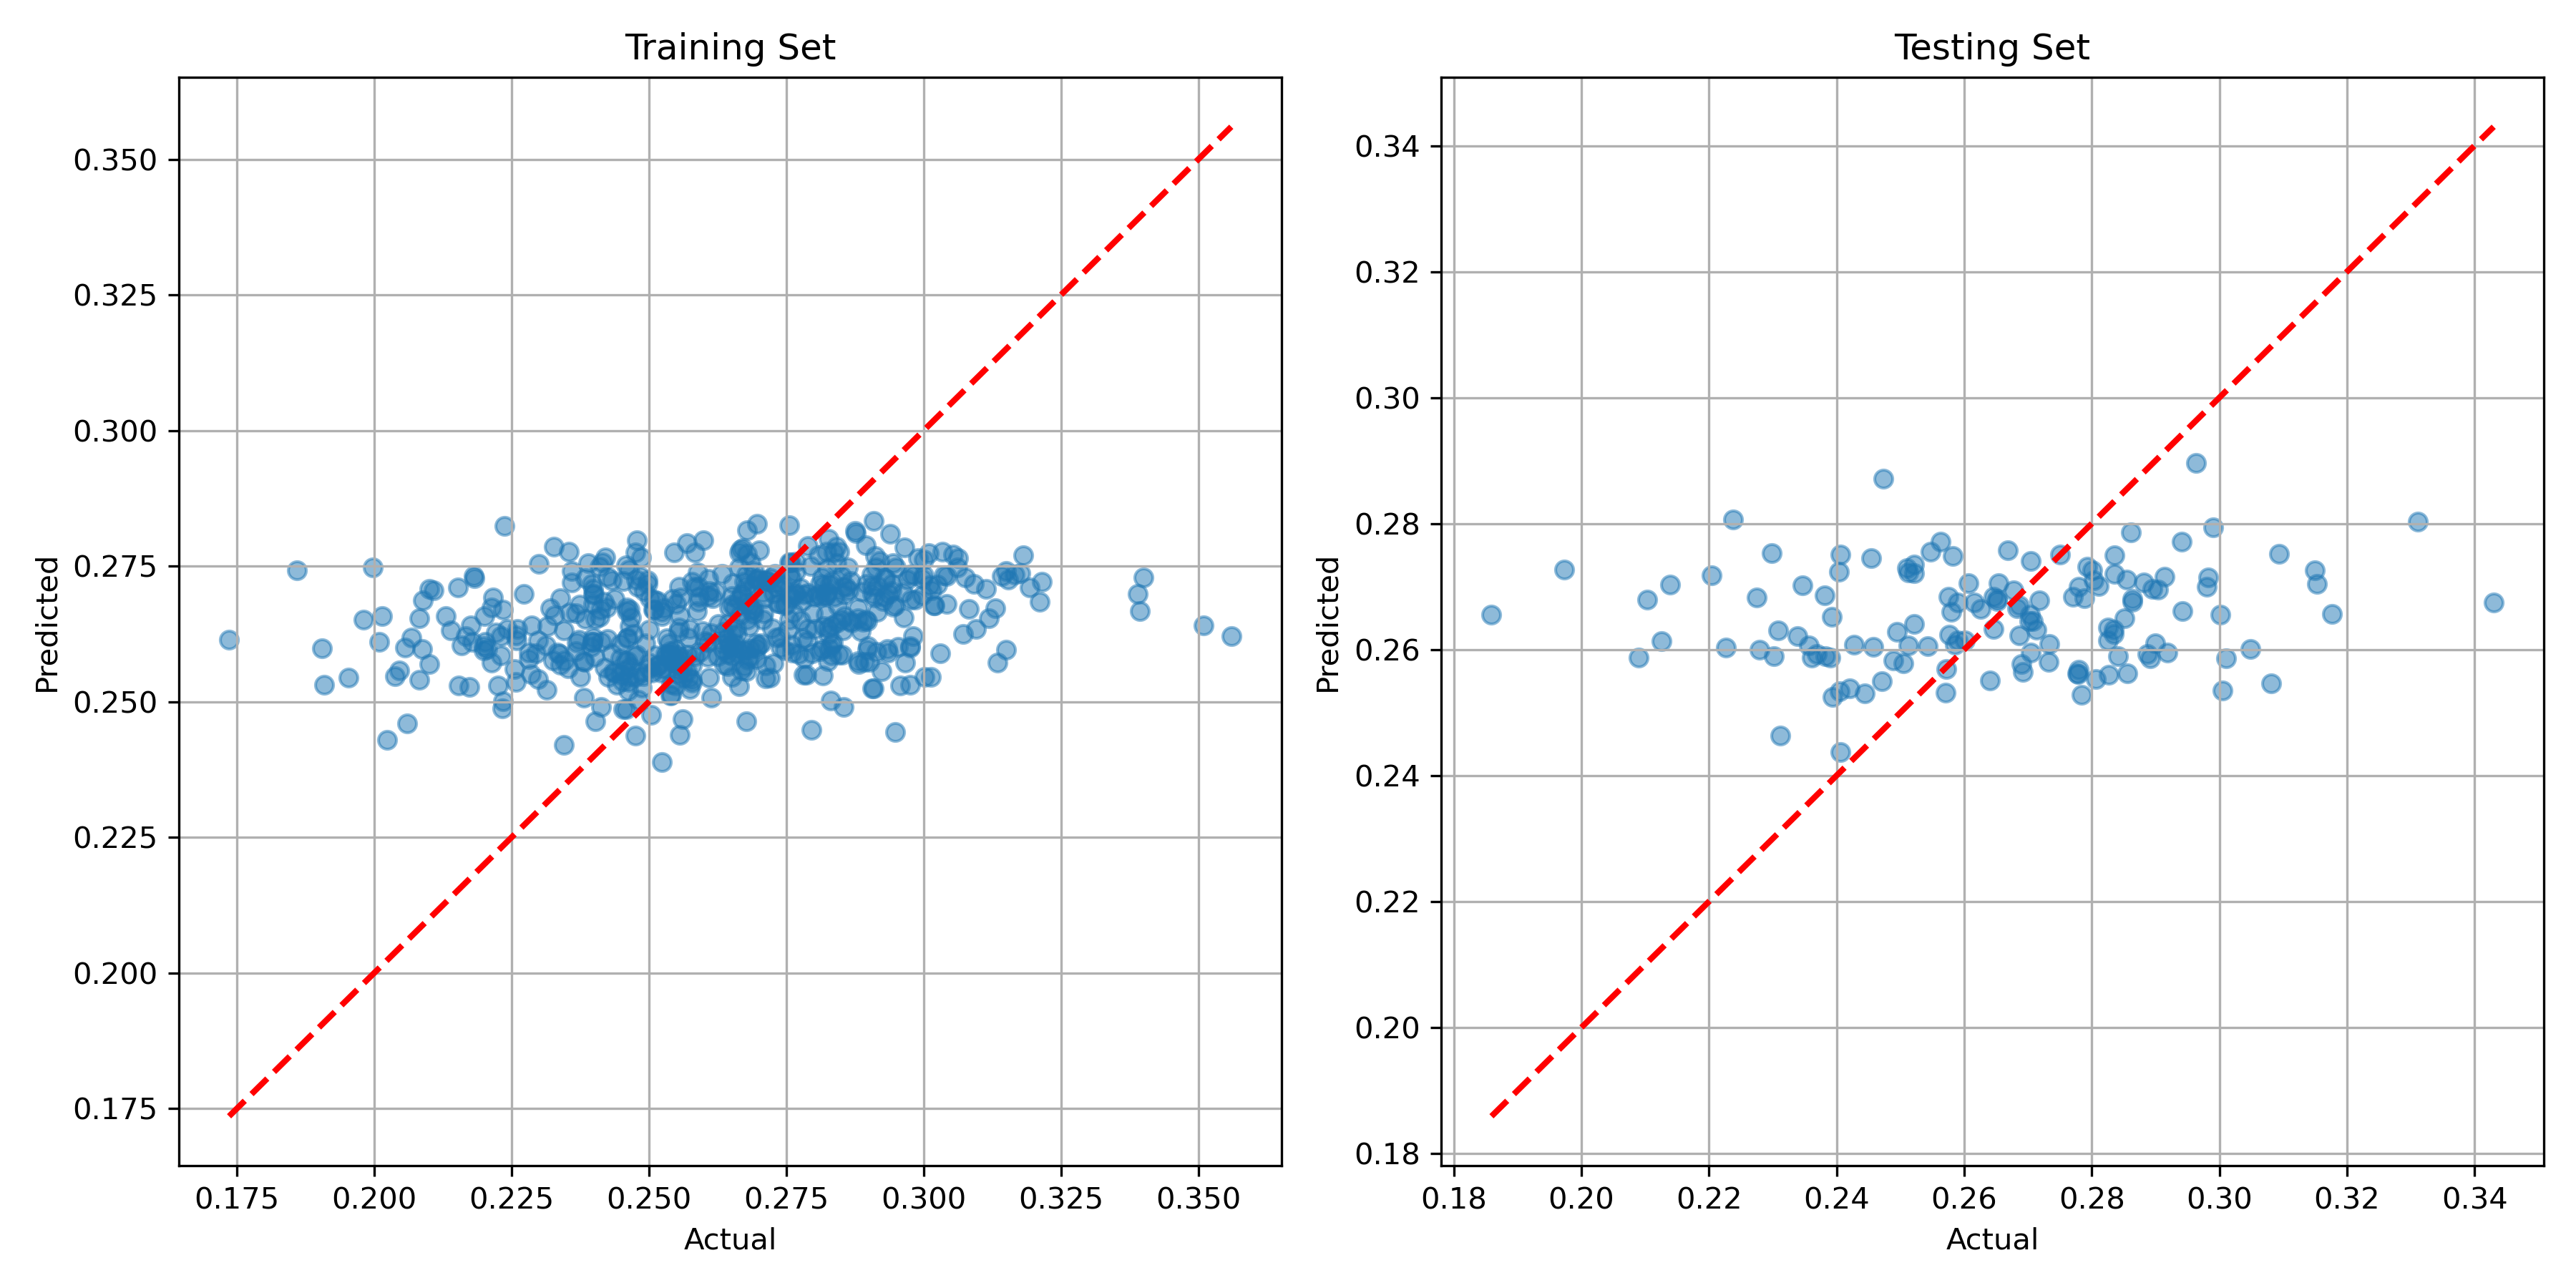 Training Set
0.350
0.325
0.300
0.275
0.250
0.225
0.200
0.175
Predicted
0.175 0.200 0.225 0.250 0.275 0.300 0.325 0.350
Actual
Testing Set
0.34
0.32
0.30
0.28
0.26
0.24
0.22
0.20
0.18
Predicted
0.18 0.20 0.22 0.24 0.26 0.28 0.30 0.32 0.34
Actual